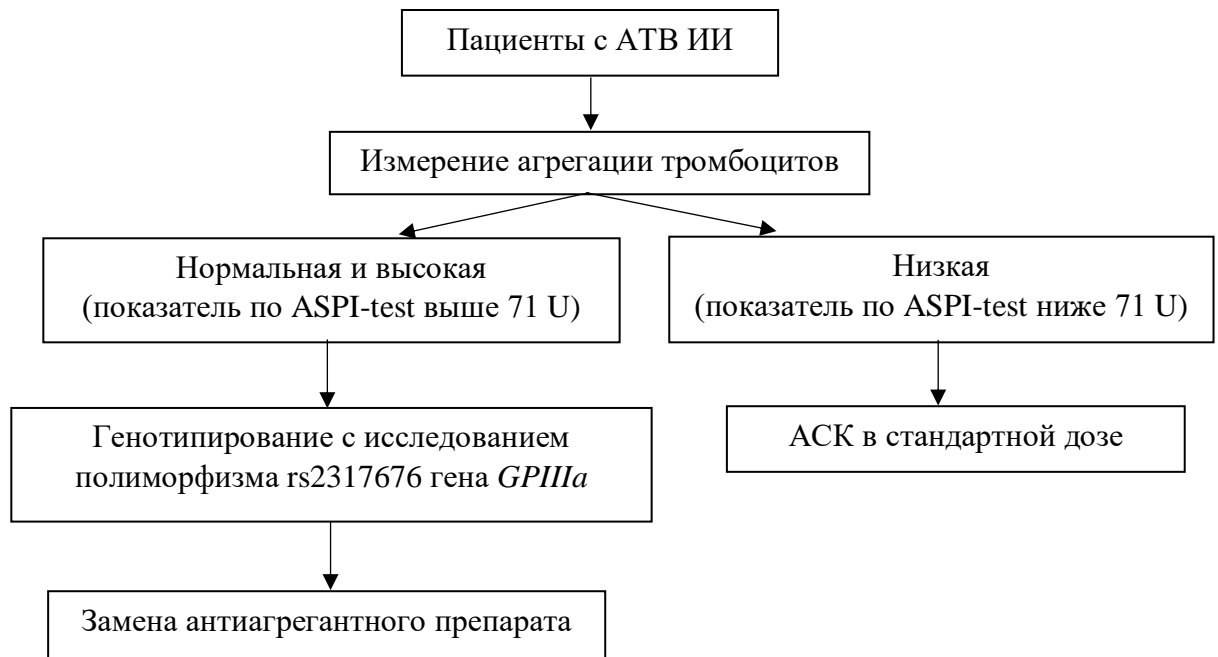 Пациенты с АТВ ИИ
Измерение агрегации тромбоцитов
Нормальная и высокая
(показатель по ASPI-test выше 71 U)
Низкая
(показатель по ASPI-test ниже 71 U)
Генотипирование с исследованием
полиморфизма rs2317676 гена GPIIIa
АСК в стандартной дозе
Замена антиагрегантного препарата